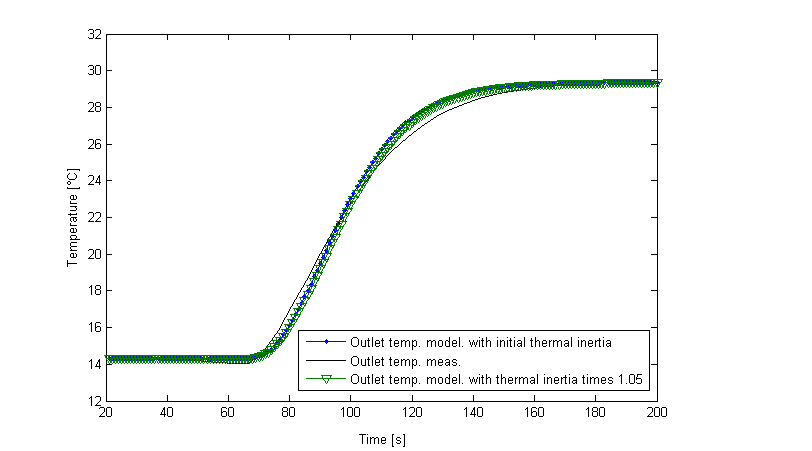 32
30
28
26
24
22
20
18
16
14
12
Temperature [°C]
Outlet temp. model. with initial thermal inertia
Outlet temp. meas.
Outlet temp. model. with thermal inertia times 1.05
20 40 60 80 100 120 140 160 180 200
Time [s]